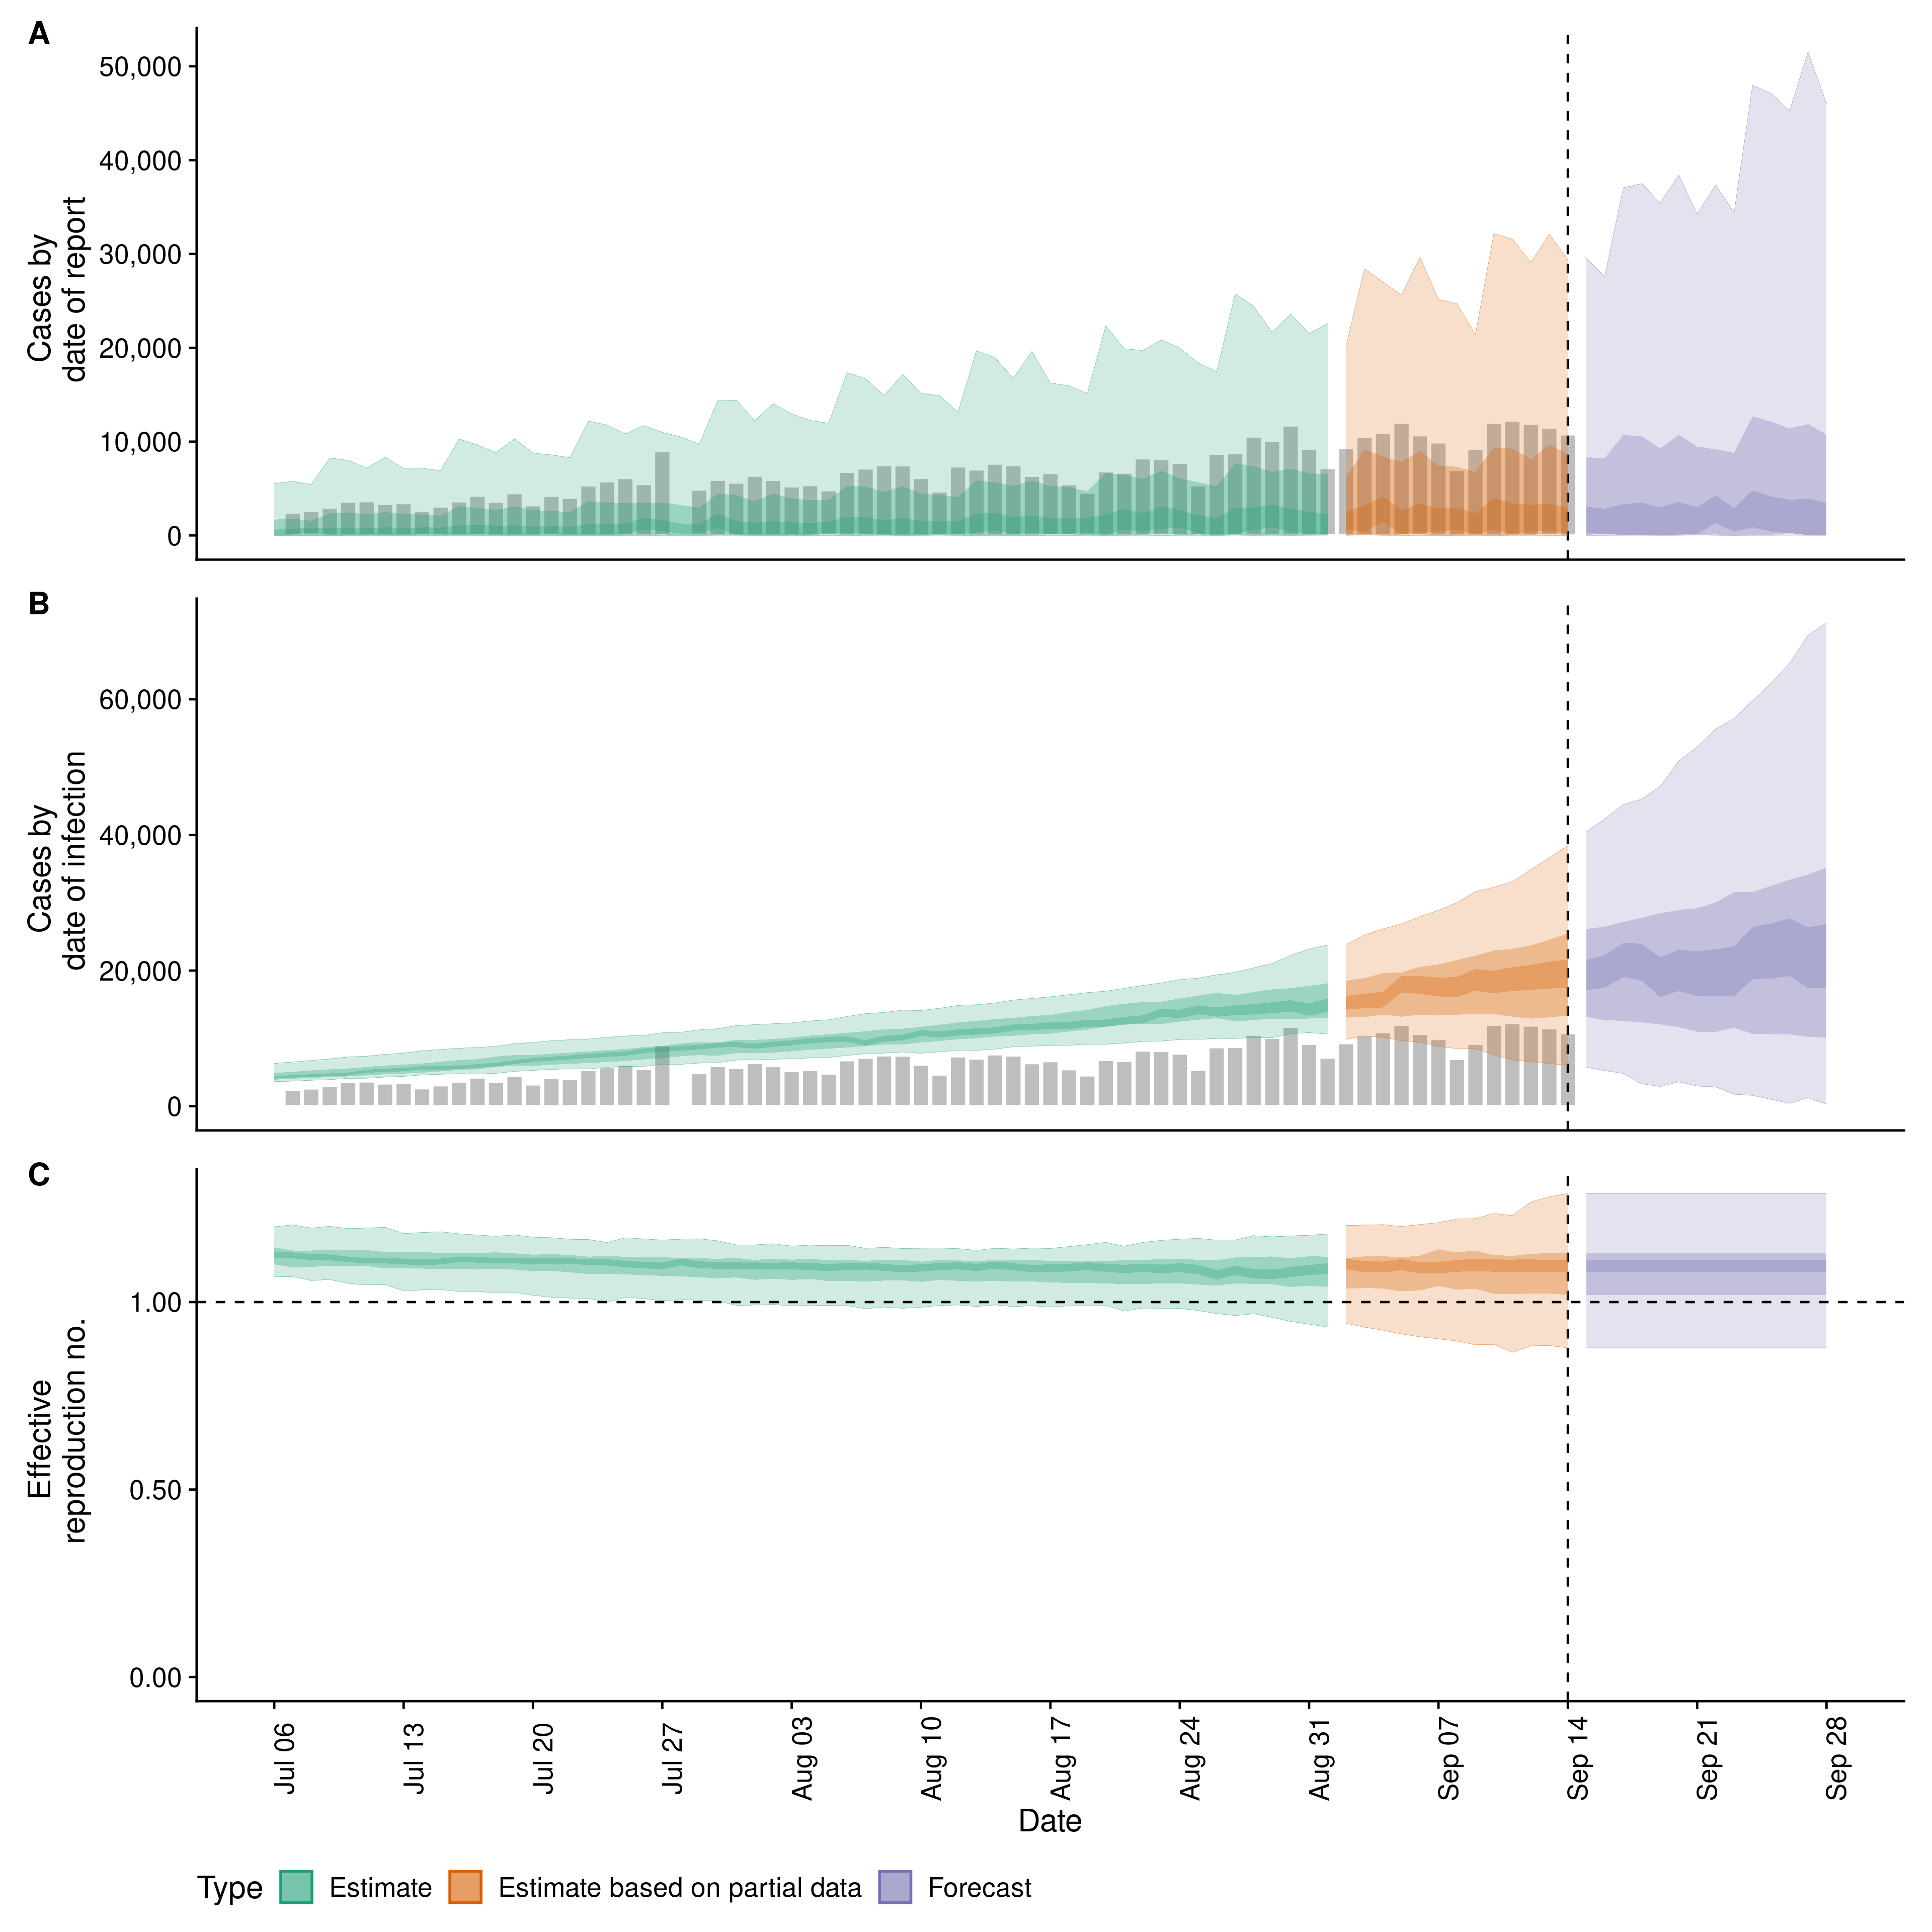 A
50,000
40,000
30,000
20,000
10,000
0
Cases by
date of report
B
60,000
40,000
20,000
0
Cases by
date of infection
C
1.00
0.50
0.00
Effective
reproduction no.
Jul 06
Jul 13
Jul 20
Jul 27
Aug 03
Aug 10
Aug 17
Aug 24
Aug 31
Sep 07
Sep 14
Sep 21
Sep 28
Date
Type
Estimate
Estimate based on partial data
Forecast